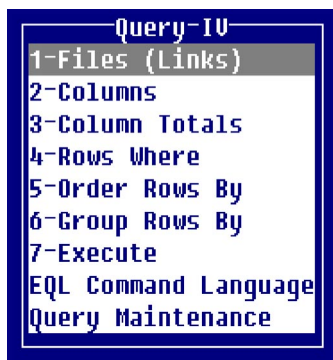 Query-IV
1-Files (Links)
2-Columns
3-Column Totals
4-Rows Where
5-Order Rows By
6-Group Rows By
7-Execute
EQL Command Language
Query Maintenance